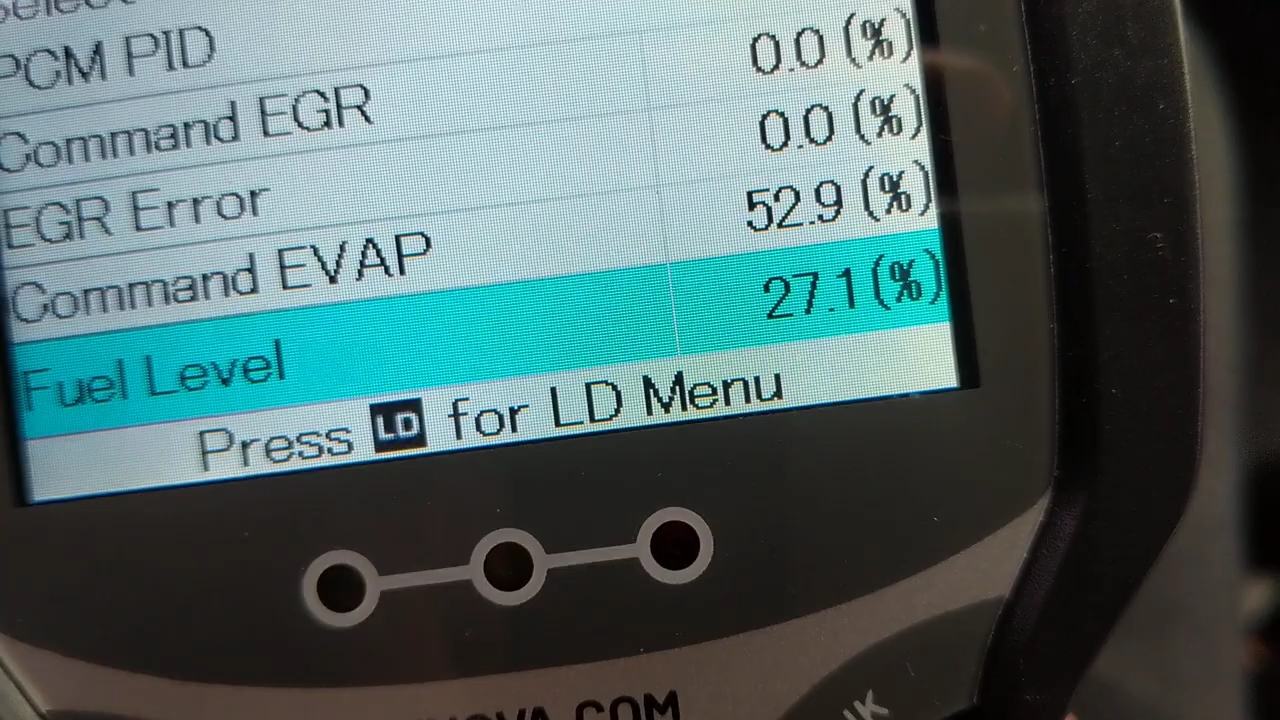 Select
PCM PID
Command EGR 0.0 (%)
EGR Error 0.0 (%)
Command EVAP 52.9 (%)
Fuel Level 27.1 (%)
Press LD for LD Menu